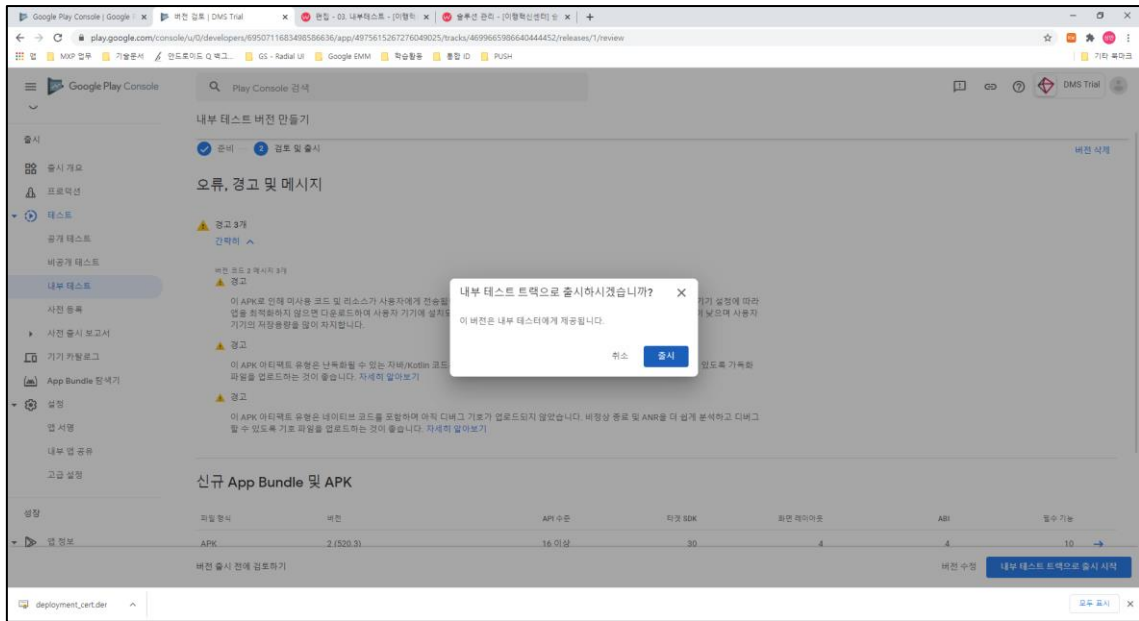 Google Play Console | Google P
버전 검토 | DMS Trial
편집 - 03. 내부테스트 - [이행혁
솔루션 관리 - [이행혁신센터] 솔
play.google.com/console/u/0/developers/6950711683498586636/app/4975615267276049025/tracks/4699665986640444452/releases/1/review
앱
MXP 업무
기술문서
안드로이드 Q 백그...
GS - Radial UI
Google EMM
학습활동
통합 ID
PUSH
기타 북마크
Google Play Console
Play Console 검색
DMS Trial
내부 테스트 버전 만들기
출시
준비
2 검토 및 출시
버전 삭제
출시 개요
프로덕션
테스트
공개 테스트
비공개 테스트
내부 테스트
사전 등록
사전 출시 보고서
기기 카탈로그
App Bundle 탐색기
설정
앱 서명
내부 앱 공유
고급 설정
성장
앱 정보
오류, 경고 및 메시지
경고 3개
간략히
버전 코드 2 메시지 3개
경고
이 APK로 인해 미사용 코드 및 리소스가 사용자에게 전송됩
기기 설정에 따라
앱을 최적화하지 않으면 다운로드하여 사용자 기기에 설치되
낮으며 사용자
기기의 저장용량을 많이 차지합니다.
경고
이 APK 아티팩트 유형은 난독화될 수 있는 자바/Kotlin 코드
있도록 가독화
파일을 업로드하는 것이 좋습니다. 자세히 알아보기
경고
이 APK 아티팩트 유형은 네이티브 코드를 포함하며 아직 디버그 기호가 업로드되지 않았습니다. 비정상 종료 및 ANR을 더 쉽게 분석하고 디버그
할 수 있도록 기호 파일을 업로드하는 것이 좋습니다. 자세히 알아보기
내부 테스트 트랙으로 출시하시겠습니까?
이 버전은 내부 테스터에게 제공됩니다.
취소
출시
신규 App Bundle 및 APK
파일 형식 버전 API 수준 타겟 SDK 화면 레이아웃 ABI 필수 기능
APK 2 (520.3) 16 이상 30 4 4 10
버전 출시 전에 검토하기
버전 수정
내부 테스트 트랙으로 출시 시작
deployment_cert.der
모두 표시